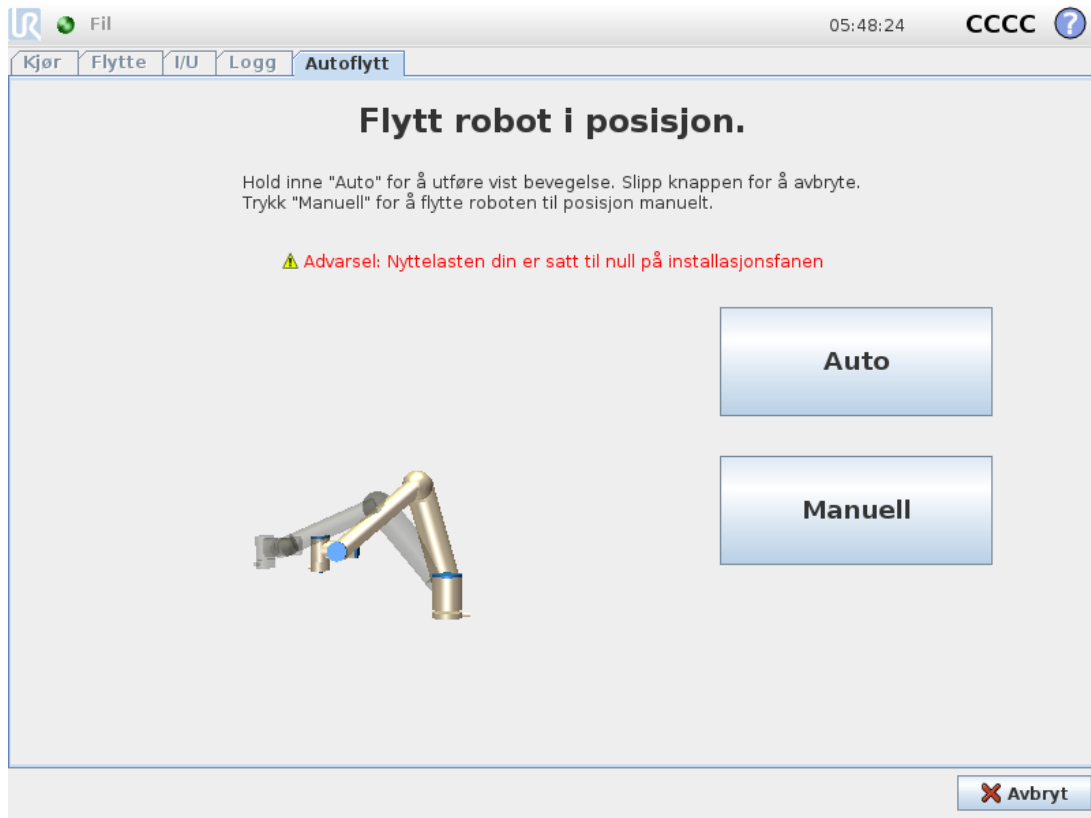 UR Fil 05:48:24 CCCC ?
Kjør Flytte I/U Logg Autoflytt
Flytt robot i posisjon.
Hold inne "Auto" for å utføre vist bevegelse. Slipp knappen for å avbryte.
Trykk "Manuell" for å flytte roboten til posisjon manuelt.
Advarsel: Nyttelasten din er satt til null på installasjonsfanen
Auto
Manuell
Avbryt